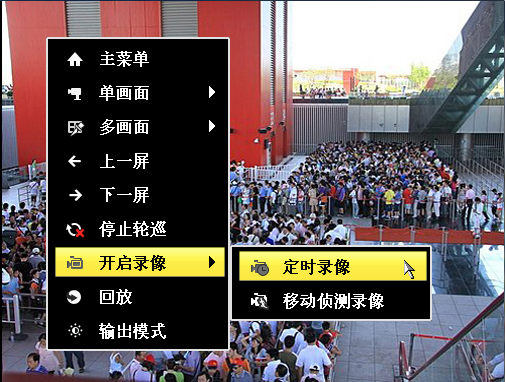 主菜单
单画面
多画面
上一屏
下一屏
停止轮巡
开启录像
定时录像
移动侦测录像
回放
输出模式